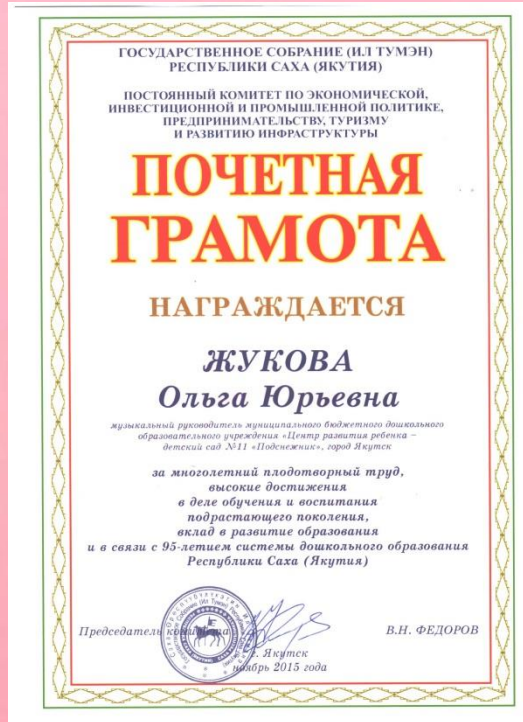 ГОСУДАРСТВЕННОЕ СОБРАНИЕ (ИЛ ТУМЭН)
РЕСПУБЛИКИ САХА (ЯКУТИЯ)
ПОСТОЯННЫЙ КОМИТЕТ ПО ЭКОНОМИЧЕСКОЙ,
ИНВЕСТИЦИОННОЙ И ПРОМЫШЛЕННОЙ ПОЛИТИКЕ,
ПРЕДПРИНИМАТЕЛЬСТВУ, ТУРИЗМУ
И РАЗВИТИЮ ИНФРАСТРУКТУРЫ
ПОЧЕТНАЯ
ГРАМОТА
НАГРАЖДАЕТСЯ
ЖУКОВА
Ольга Юрьевна
музыкальный руководитель муниципального бюджетного дошкольного
образовательного учреждения «Центр развития ребенка –
детский сад №11 «Подснежник», город Якутск
за многолетний плодотворный труд,
высокие достижения
в деле обучения и воспитания
подрастающего поколения,
вклад в развитие образования
и в связи с 95-летием системы дошкольного образования
Республики Саха (Якутия)
Председатель комитета В.Н. ФЕДОРОВ
г. Якутск
ноябрь 2015 года